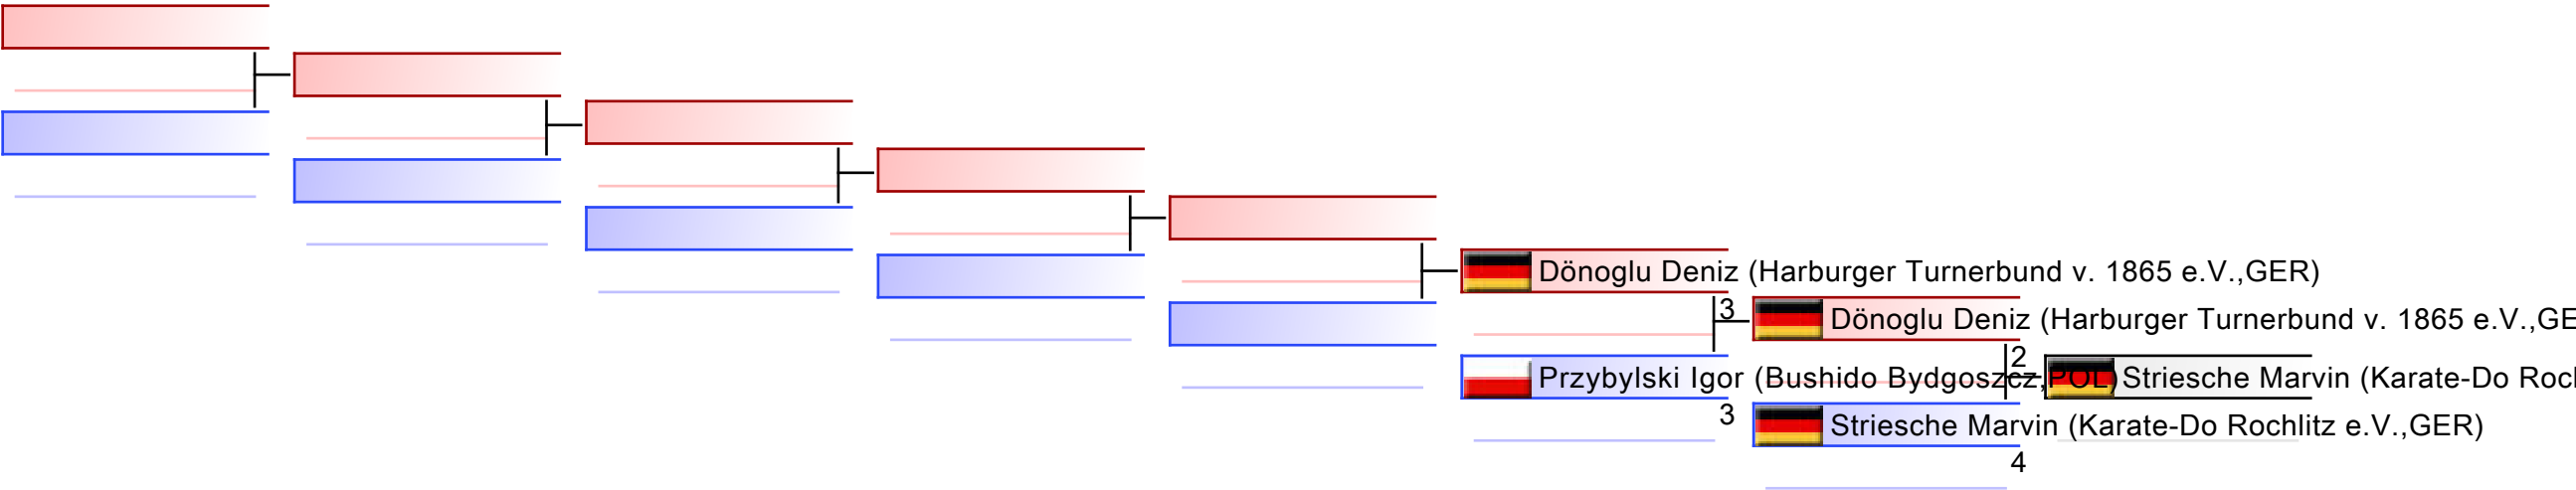 Dönoglu Deniz (Harburger Turnerbund v. 1865 e.V.,GER)
3
Dönoglu Deniz (Harburger Turnerbund v. 1865 e.V.,GE
2
Przybylski Igor (Bushido Bydgoszcz,POL)
Striesche Marvin (Karate-Do Rocl
3
Striesche Marvin (Karate-Do Rochlitz e.V.,GER)
4